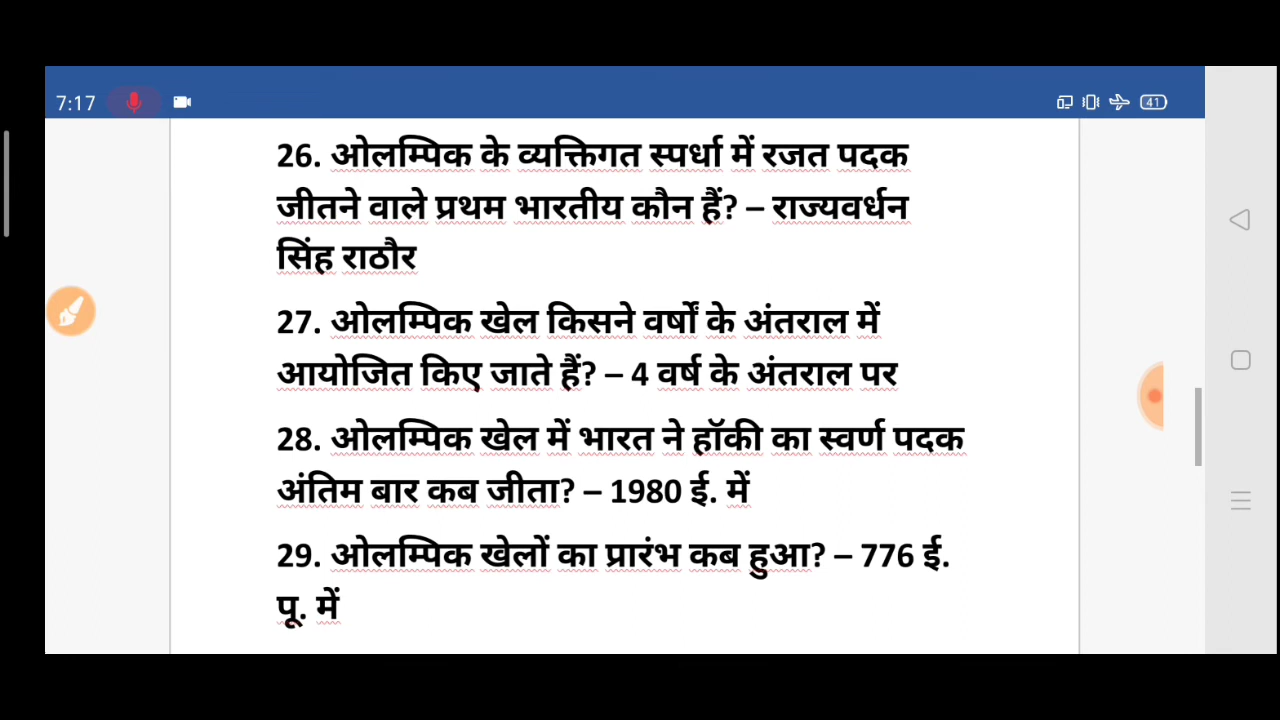 7:17
41
26. ओलम्पिक के व्यक्तिगत स्पर्धा में रजत पदक
जीतने वाले प्रथम भारतीय कौन हैं? – राज्यवर्धन
सिंह राठौर
27. ओलम्पिक खेल किसने वर्षों के अंतराल में
आयोजित किए जाते हैं? – 4 वर्ष के अंतराल पर
28. ओलम्पिक खेल में भारत ने हॉकी का स्वर्ण पदक
अंतिम बार कब जीता? – 1980 ई. में
29. ओलम्पिक खेलों का प्रारंभ कब हुआ? – 776 ई.
पू. में